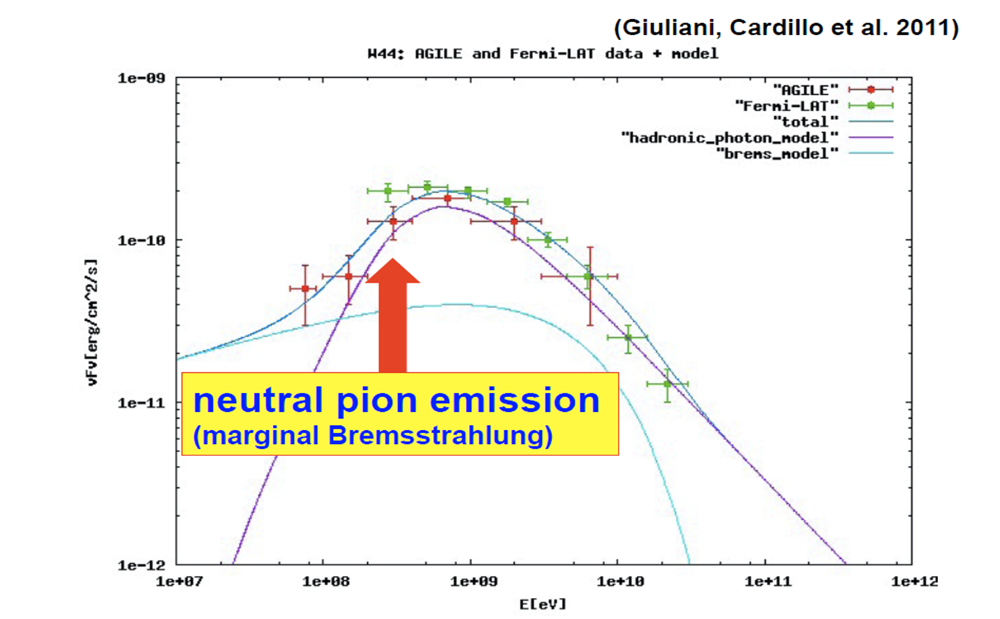 (Giuliani, Cardillo et al. 2011)
W44: AGILE and Fermi-LAT data + model
1e-09
"AGILE"
"Fermi-LAT"
"total"
"hadronic_photon_model"
"brems_model"
1e-10
νFν[erg/cm^2/s]
neutral pion emission
(marginal Bremsstrahlung)
1e-11
1e-12
1e+07 1e+08 1e+09 1e+10 1e+11 1e+12
E[eV]